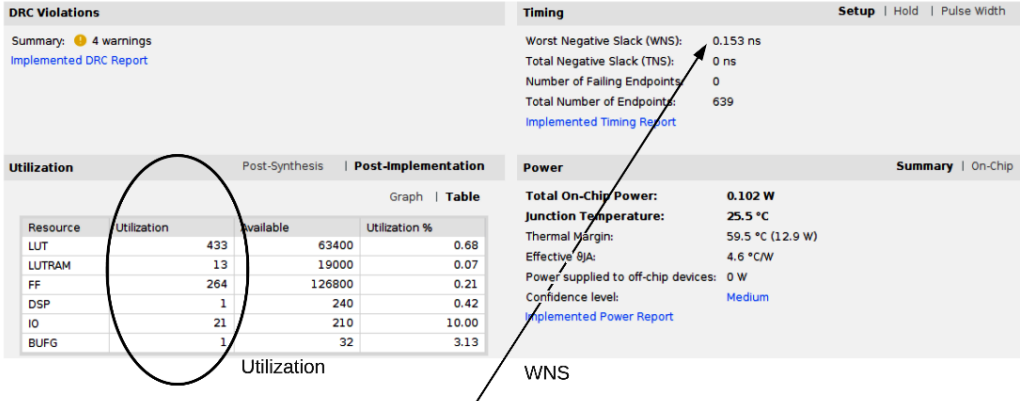 DRC Violations
Summary: 4 warnings
Implemented DRC Report
Timing
Setup | Hold | Pulse Width
Worst Negative Slack (WNS): 0.153 ns
Total Negative Slack (TNS): 0 ns
Number of Failing Endpoints: 0
Total Number of Endpoints: 639
Implemented Timing Report
Utilization
Post-Synthesis | Post-Implementation
Graph | Table
Resource Utilization Available Utilization %
LUT 433 63400 0.68
LUTRAM 13 19000 0.07
FF 264 126800 0.21
DSP 1 240 0.42
IO 21 210 10.00
BUFG 1 32 3.13
Utilization
Power
Summary | On-Chip
Total On-Chip Power: 0.102 W
Junction Temperature: 25.5 °C
Thermal Margin: 59.5 °C (12.9 W)
Effective ϑJA: 4.6 °C/W
Power supplied to off-chip devices: 0 W
Confidence level: Medium
Implemented Power Report
WNS